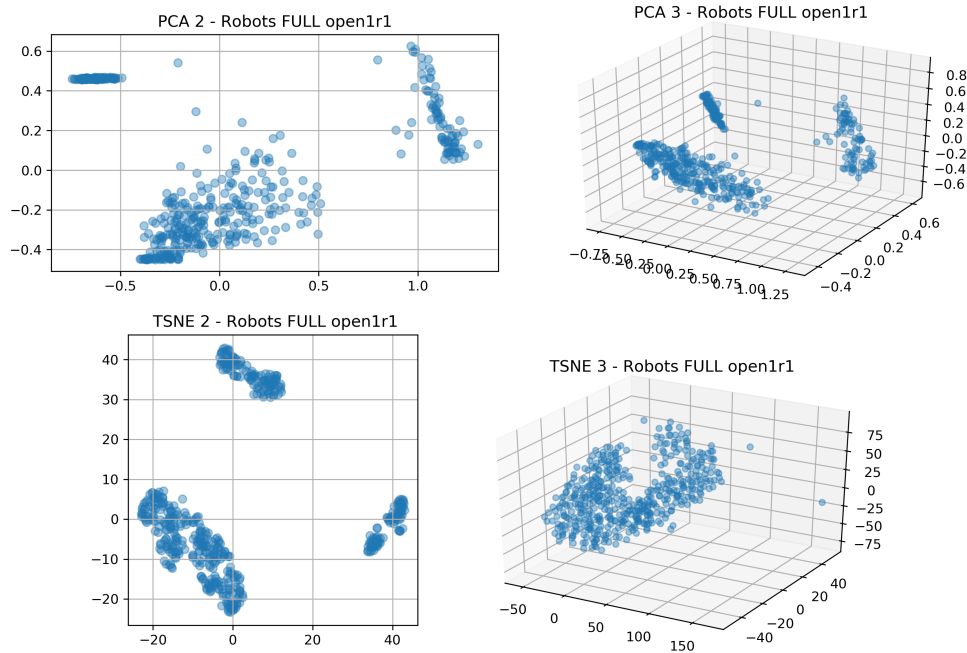 PCA 2 - Robots FULL open1r1
0.6
0.4
0.2
0.0
−0.2
−0.4
−0.5 0.0 0.5 1.0
PCA 3 - Robots FULL open1r1
0.8
0.6
0.4
0.2
0.0
−0.2
−0.4
−0.6
−0.75 −0.50 −0.25 0.00 0.25 0.50 0.75 1.00 1.25
−0.4 −0.2 0.0 0.2 0.4 0.6
TSNE 2 - Robots FULL open1r1
40
30
20
10
0
−10
−20
−20 0 20 40
TSNE 3 - Robots FULL open1r1
75
50
25
0
−25
−50
−75
−50 0 50 100 150
−40 −20 0 20 40